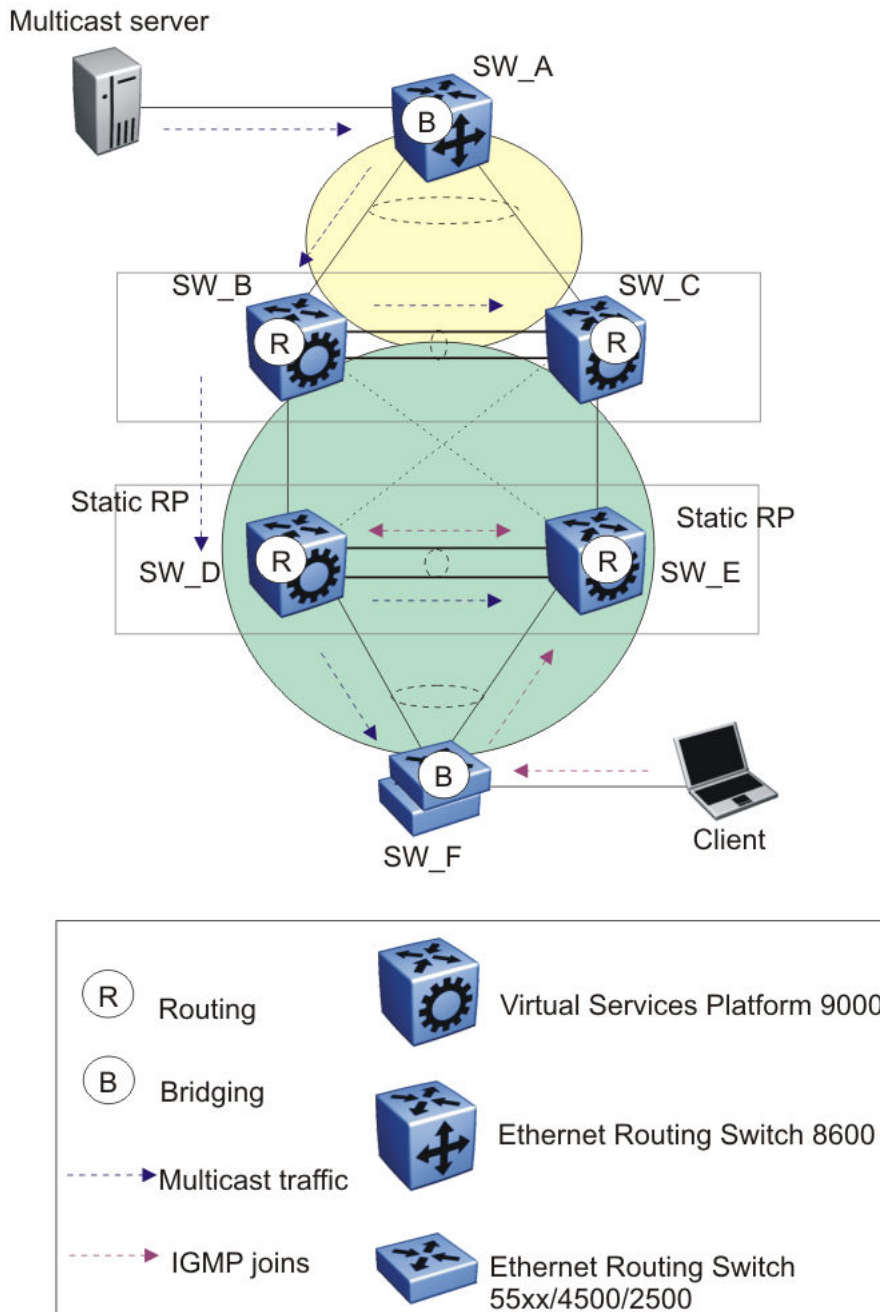 Multicast server
SW_A
B
SW_B
SW_C
R
R
Static RP
Static RP
R
R
SW_D
SW_E
B
Client
SW_F
R
Routing
Virtual Services Platform 9000
B
Bridging
Ethernet Routing Switch 8600
Multicast traffic
IGMP joins
Ethernet Routing Switch
55xx/4500/2500